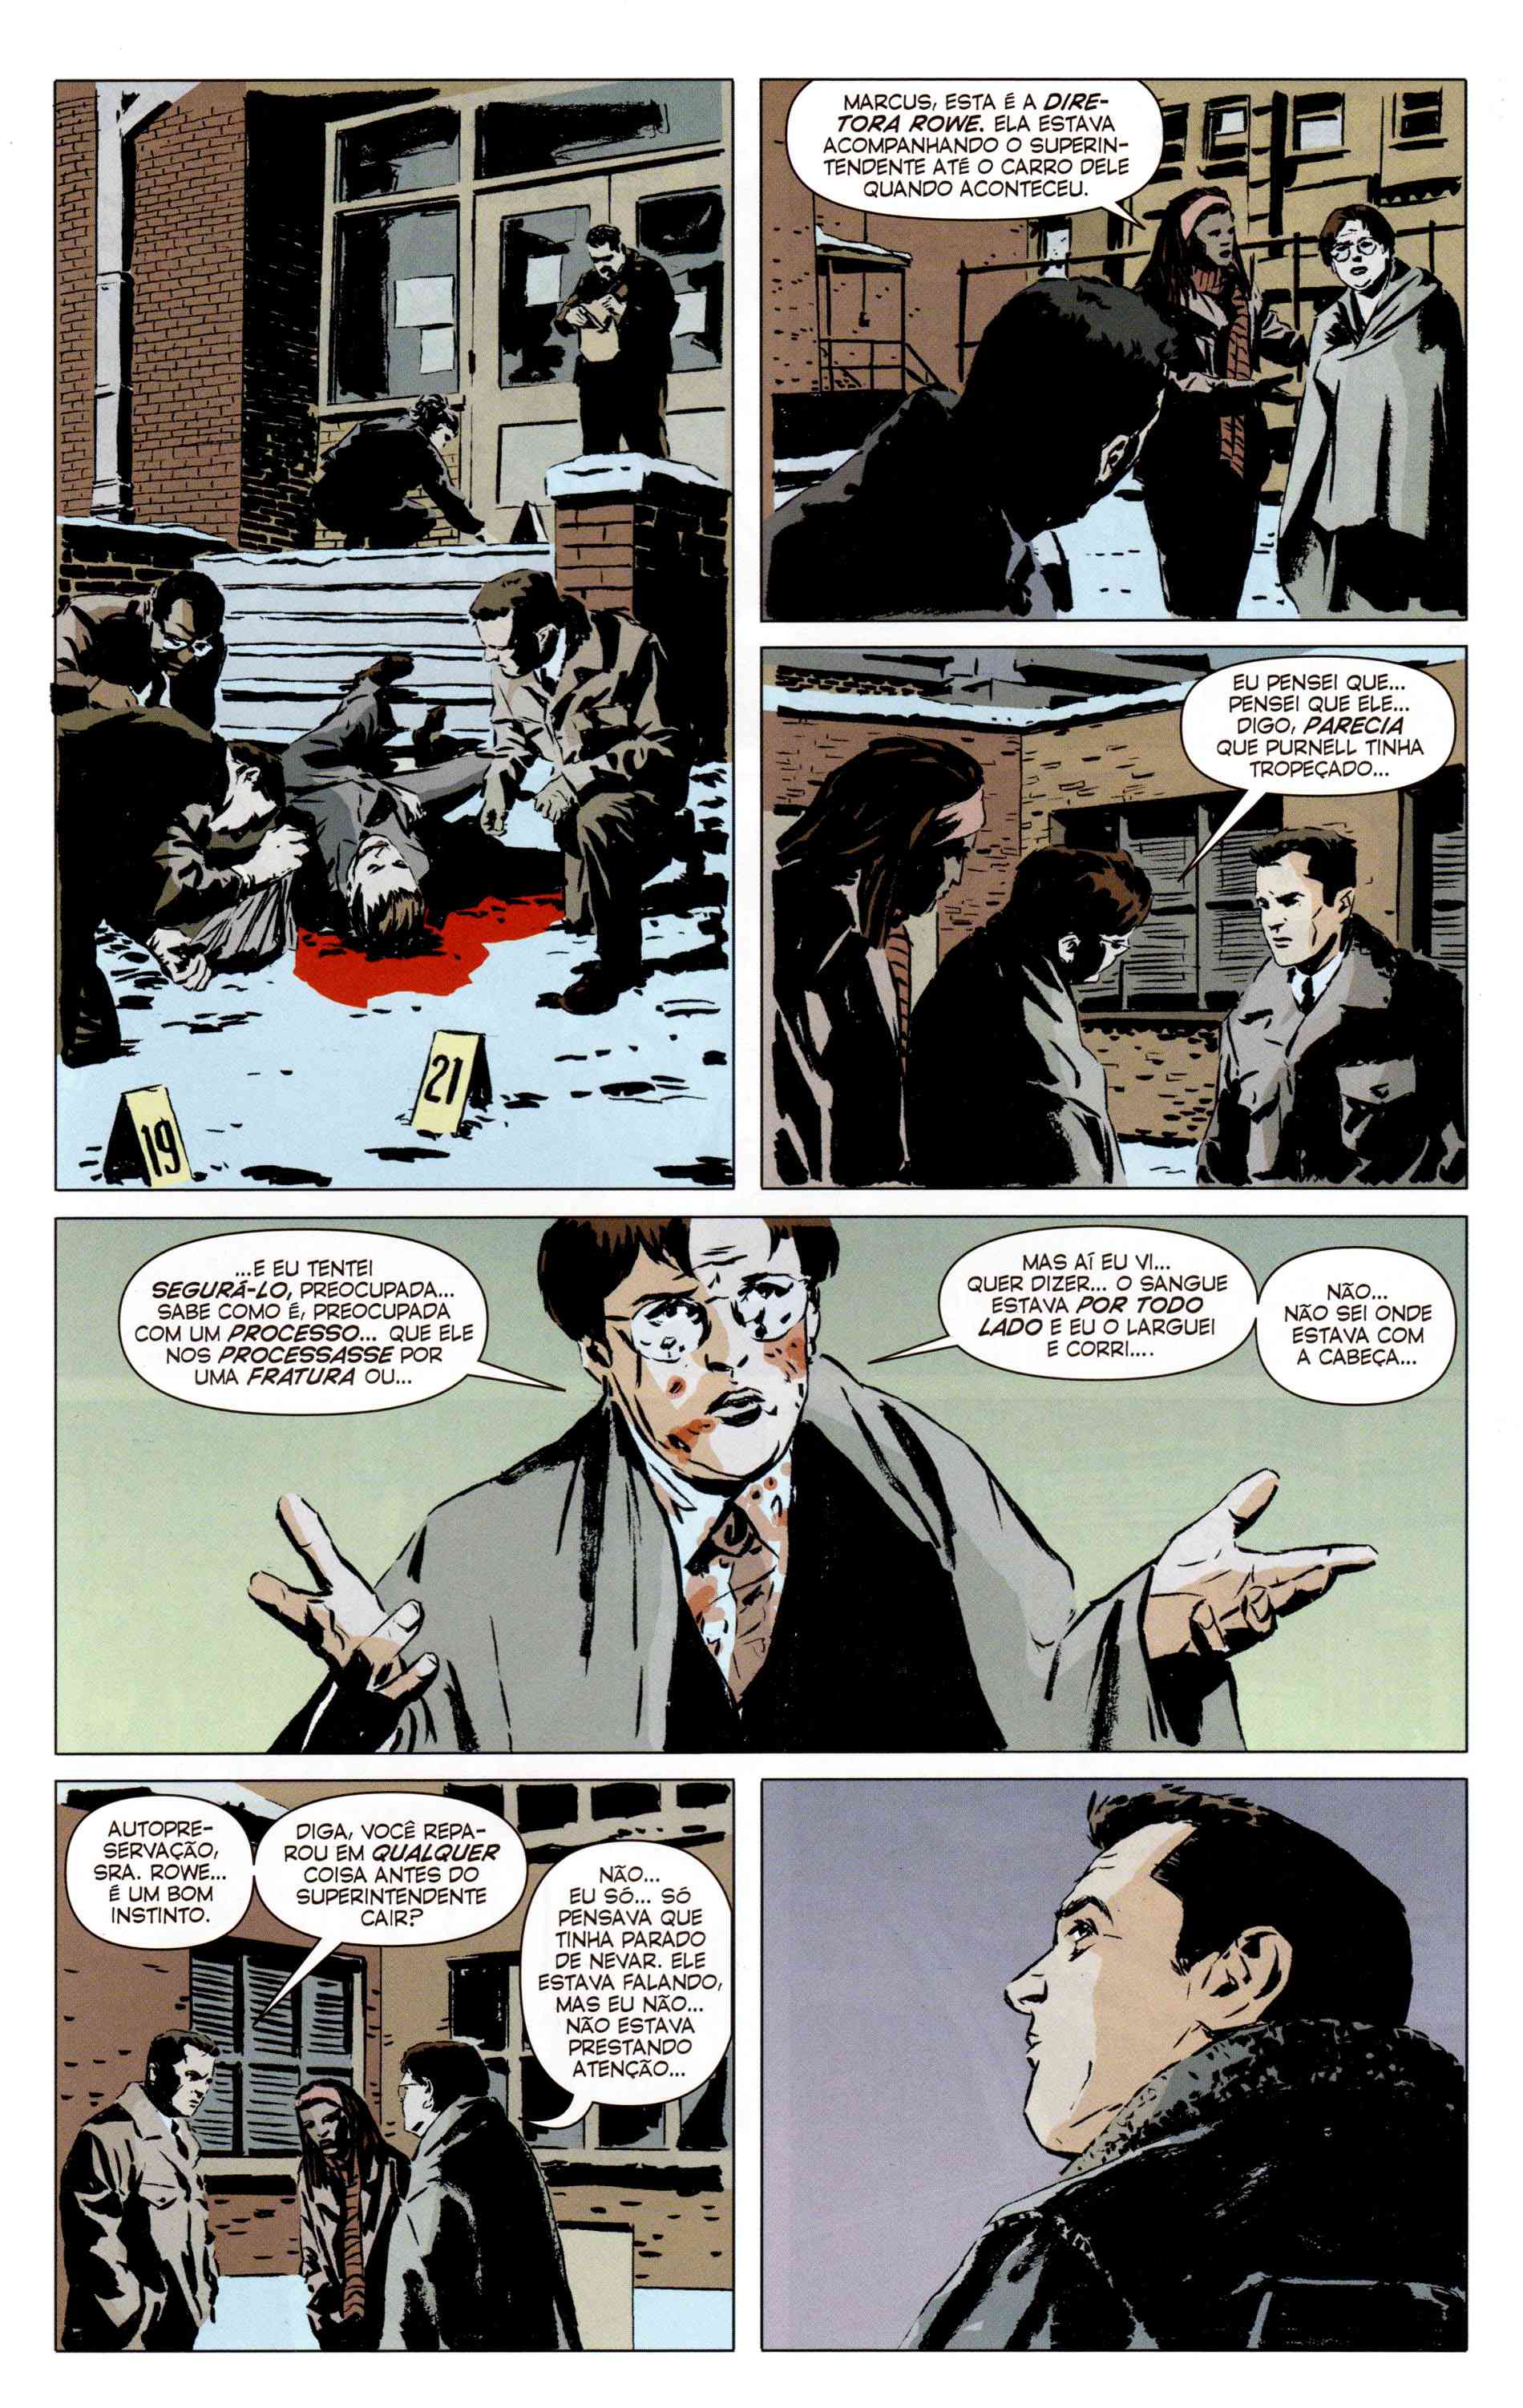 MARCUS, ESTA É A DIRE-
TORA ROWE. ELA ESTAVA
ACOMPANHANDO O SUPERIN-
TENDENTE ATÉ O CARRO DELE
QUANDO ACONTECEU.
21
19
EU PENSEI QUE...
PENSEI QUE ELE...
DIGO, PARECIA
QUE PURNELL TINHA
TROPEÇADO...
...E EU TENTEI
SEGURÁ-LO, PREOCUPADA...
SABE COMO É, PREOCUPADA
COM UM PROCESSO... QUE ELE
NOS PROCESSASSE POR
UMA FRATURA OU...
MAS AÍ EU VI...
QUER DIZER... O SANGUE
ESTAVA POR TODO
LADO E EU O LARGUEI
E CORRI....
NÃO...
NÃO SEI ONDE
ESTAVA COM
A CABEÇA...
AUTOPRE-
SERVAÇÃO,
SRA. ROWE...
É UM BOM
INSTINTO.
DIGA, VOCÊ REPA-
ROU EM QUALQUER
COISA ANTES DO
SUPERINTENDENTE
CAIR?
NÃO...
EU SÓ... SÓ
PENSAVA QUE
TINHA PARADO
DE NEVAR. ELE
ESTAVA FALANDO,
MAS EU NÃO...
NÃO ESTAVA
PRESTANDO
ATENÇÃO...